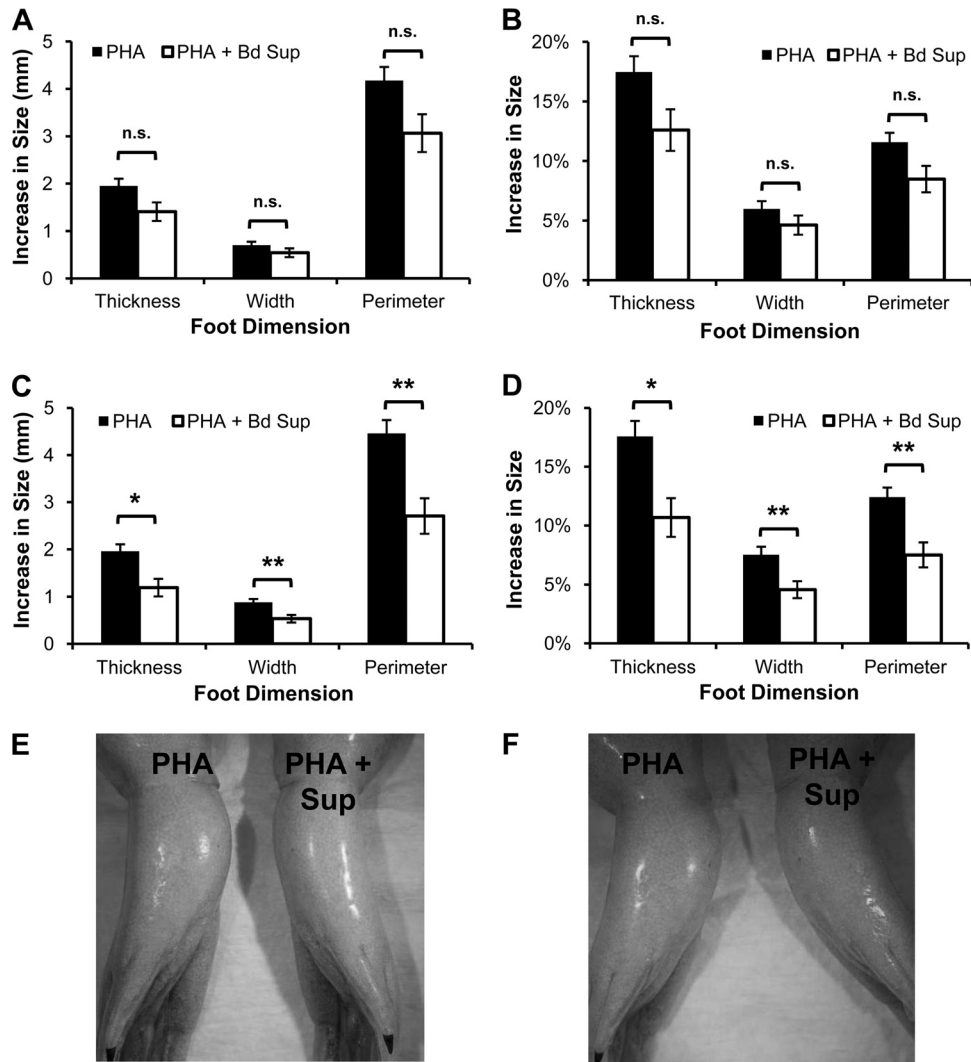 A
5
4
3
2
1
0
Increase in Size (mm)
PHA
PHA + Bd Sup
n.s.
n.s.
n.s.
Thickness
Width
Perimeter
Foot Dimension
B
20%
15%
10%
5%
0%
Increase in Size
PHA
PHA + Bd Sup
n.s.
n.s.
n.s.
Thickness
Width
Perimeter
Foot Dimension
C
5
4
3
2
1
0
Increase in Size (mm)
PHA
PHA + Bd Sup
*
**
**
Thickness
Width
Perimeter
Foot Dimension
D
20%
15%
10%
5%
0%
Increase in Size
PHA
PHA + Bd Sup
*
**
**
Thickness
Width
Perimeter
Foot Dimension
E
PHA
PHA +
Sup
F
PHA
PHA +
Sup